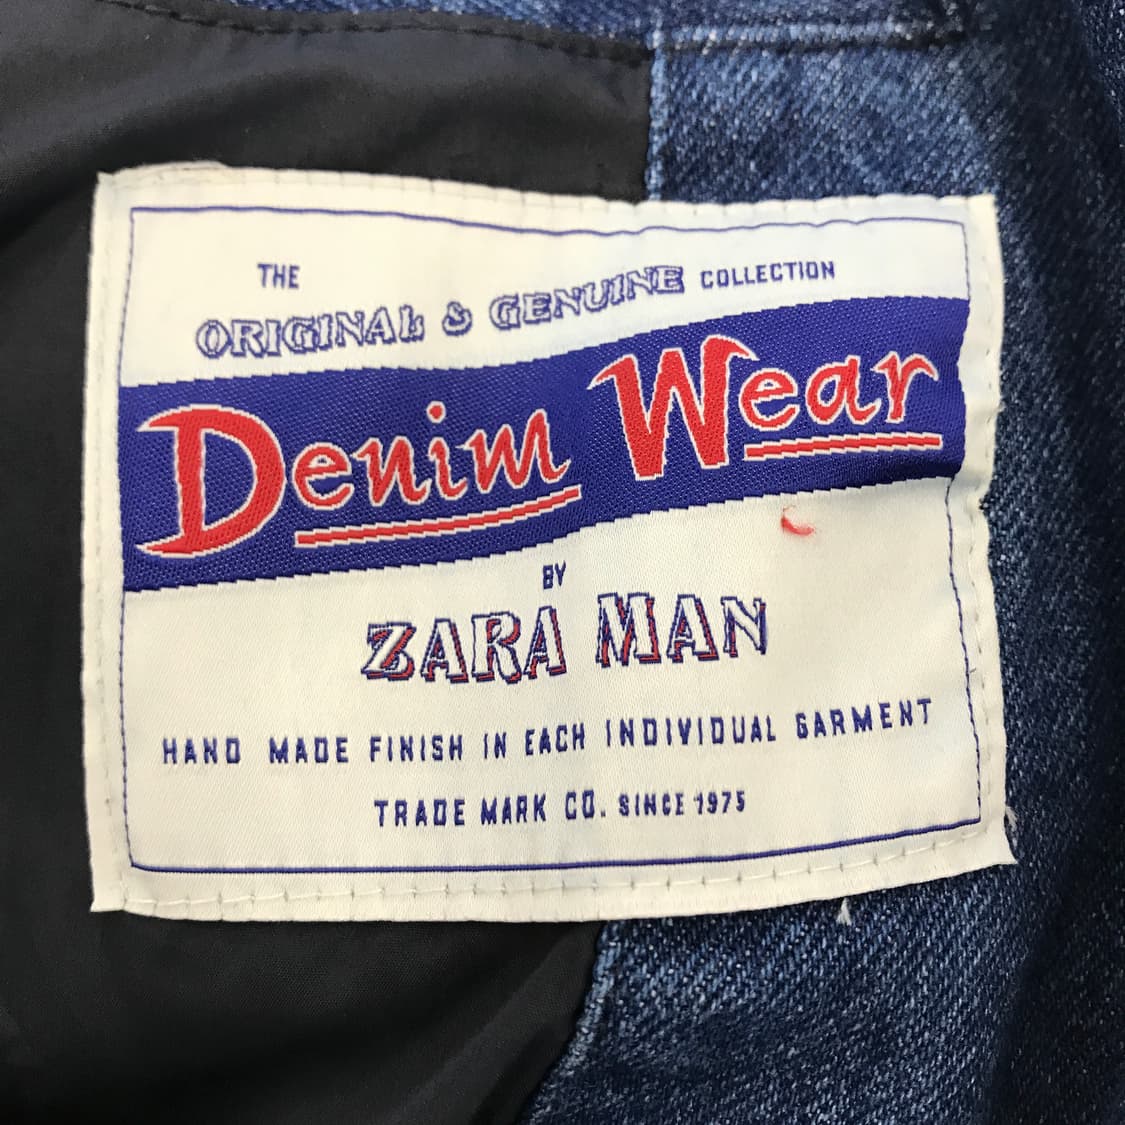 THE ORIGINAL & GENUINE COLLECTION
Denim Wear
BY
ZARA MAN
HAND MADE FINISH IN EACH INDIVIDUAL GARMENT
TRADE MARK CO. SINCE 1975